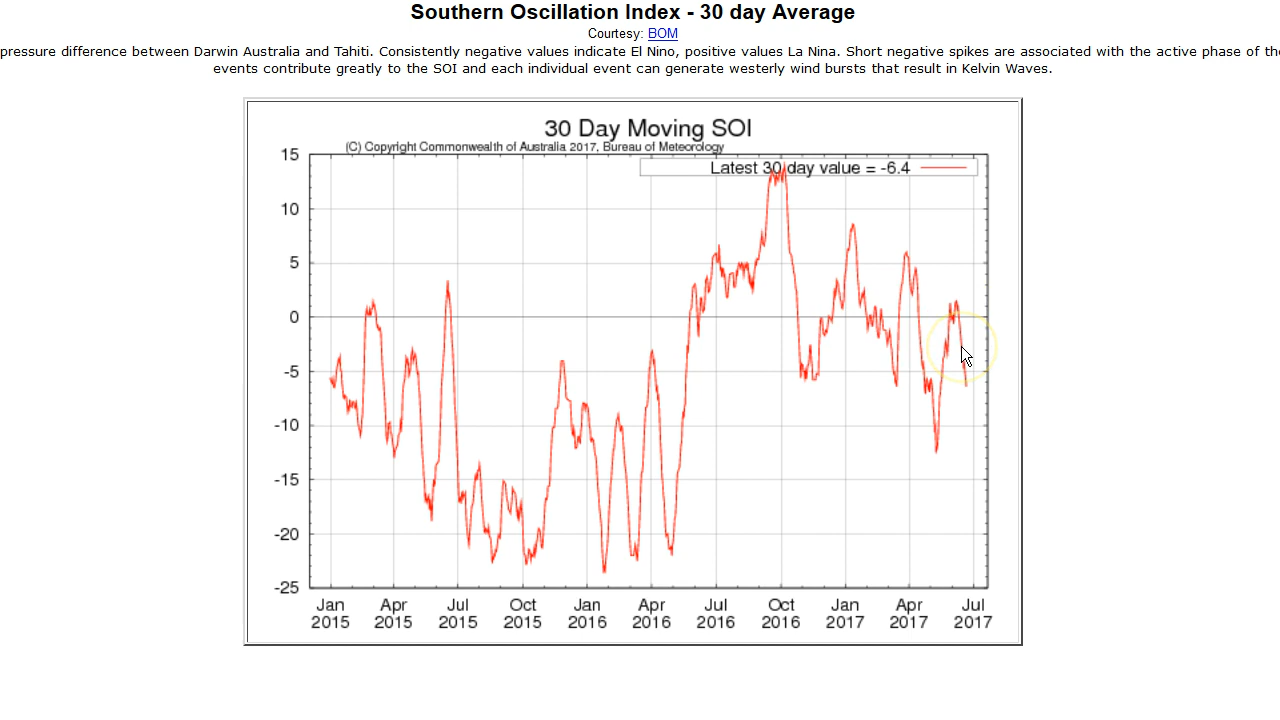 Southern Oscillation Index - 30 day Average
Courtesy: BOM
pressure difference between Darwin Australia and Tahiti. Consistently negative values indicate El Nino, positive values La Nina. Short negative spikes are associated with the active phase of the
events contribute greatly to the SOI and each individual event can generate westerly wind bursts that result in Kelvin Waves.
30 Day Moving SOI
(C) Copyright Commonwealth of Australia 2017, Bureau of Meteorology
Latest 30 day value = -6.4
15
10
5
0
-5
-10
-15
-20
-25
Jan Apr Jul Oct Jan Apr Jul Oct Jan Apr Jul
2015 2015 2015 2015 2016 2016 2016 2016 2017 2017 2017